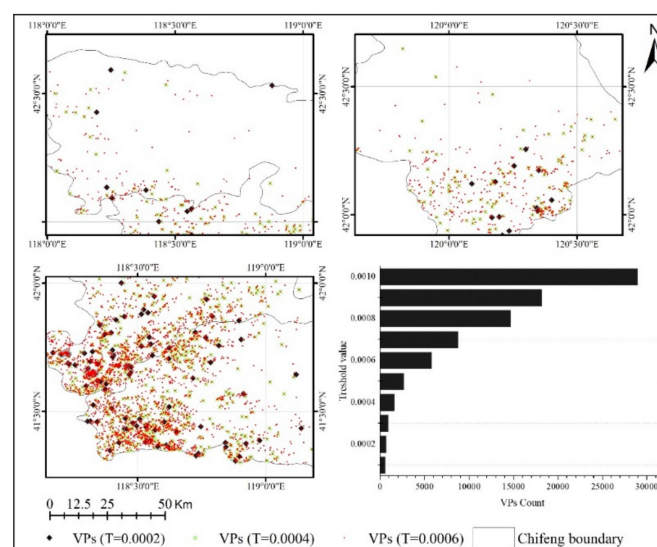 118°0'0"E 118°30'0"E 119°0'0"E
120°0'0"E 120°30'0"E
N
42°30'0"N
42°0'0"N
42°30'0"N
42°0'0"N
42°30'0"N
42°0'0"N
118°0'0"E 118°30'0"E 119°0'0"E
120°0'0"E 120°30'0"E
118°30'0"E 119°0'0"E
42°0'0"N
41°30'0"N
42°0'0"N
41°30'0"N
118°30'0"E 119°0'0"E
Treshold value
0.0010
0.0008
0.0006
0.0004
0.0002
0 5000 10000 15000 20000 25000 30000
VPs Count
0 12.5 25 50 Km
VPs (T=0.0002) VPs (T=0.0004) VPs (T=0.0006) Chifeng boundary